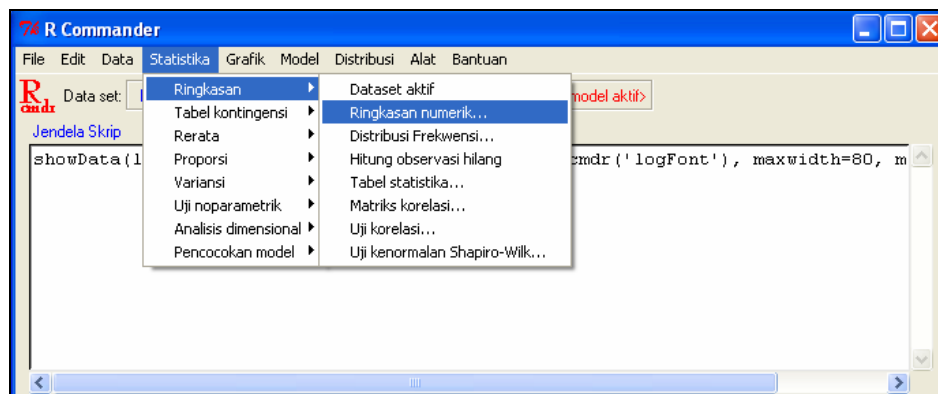 R Commander
File Edit Data Statistika Grafik Model Distribusi Alat Bantuan
R cmdr Data set: model aktif>
Jendela Skrip
showData(l cmdr('logFont'), maxwidth=80, m
Ringkasan
Tabel kontingensi
Rerata
Proporsi
Variansi
Uji noparametrik
Analisis dimensional
Pencocokan model
Dataset aktif
Ringkasan numerik...
Distribusi Frekwensi...
Hitung observasi hilang
Tabel statistika...
Matriks korelasi...
Uji korelasi...
Uji kenormalan Shapiro-Wilk...